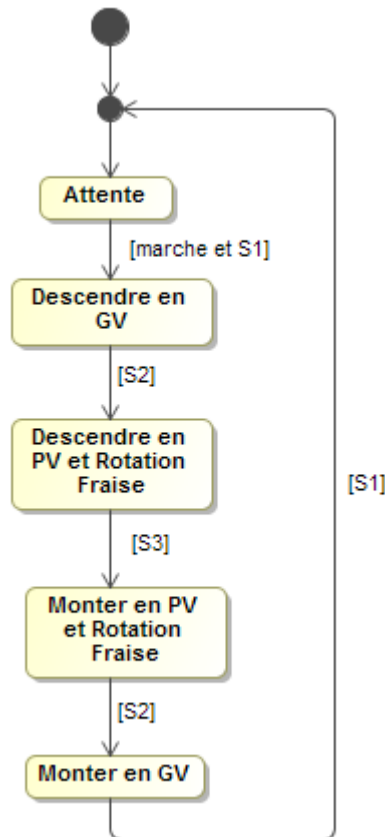 Attente
[marche et S1]
Descendre en
GV
[S2]
Descendre en
PV et Rotation
Fraise
[S1]
[S3]
Monter en PV
et Rotation
Fraise
[S2]
Monter en GV